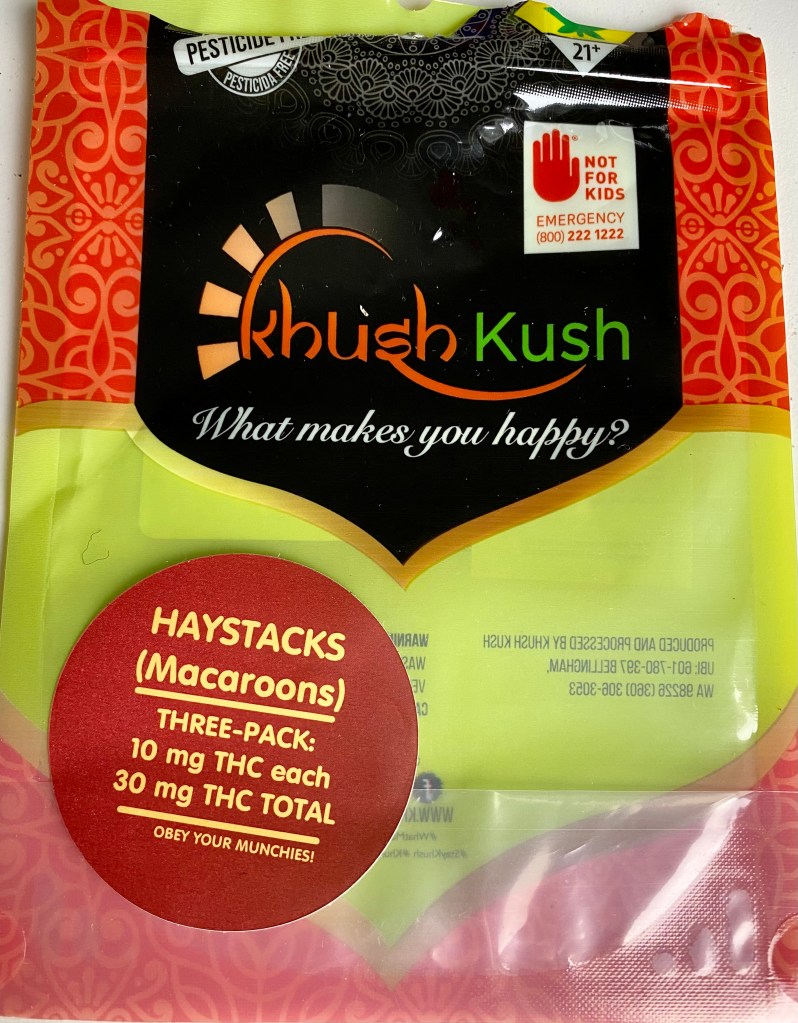 PESTICIDE
PESTICIDA FREE
21+
NOT
FOR
KIDS
EMERGENCY
(800) 222 1222
Khush Kush
What makes you happy?
HAYSTACKS
(Macaroons)
THREE-PACK:
10 mg THC each
30 mg THC TOTAL
OBEY YOUR MUNCHIES!
PRODUCED AND PROCESSED BY KHUSH KUSH
UBI: 601-780-397 BELLINGHAM,
WA 98226 (360) 306-3063